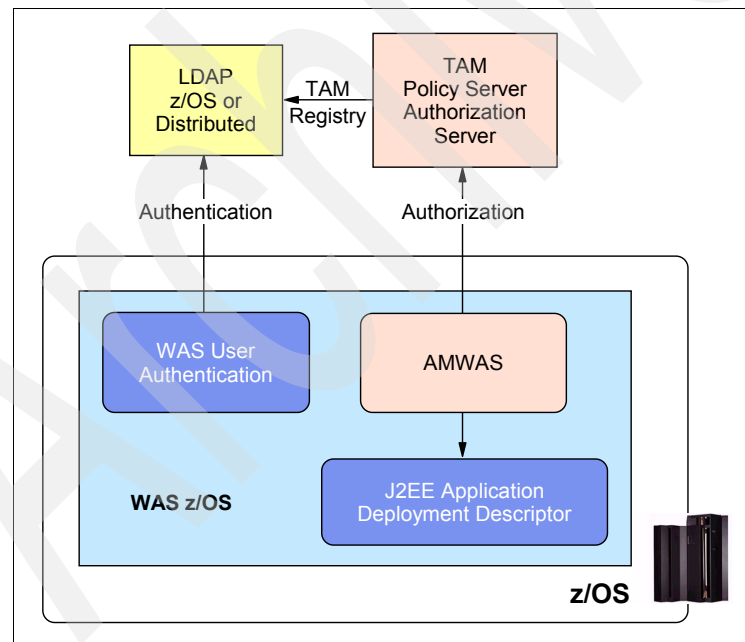 LDAP
z/OS or
Distributed
TAM
Registry
TAM
Policy Server
Authorization
Server
Authentication
Authorization
WAS User
Authentication
AMWAS
J2EE Application
Deployment Descriptor
WAS z/OS
z/OS